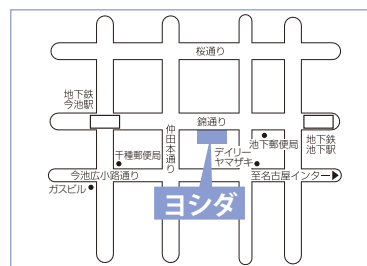 桜通り
地下鉄
今池駅
錦通り
仲田本通り
地下鉄
池下駅
池下郵便局
デイリー
ヤマザキ
千種郵便局
今池広小路通り
至名古屋インター▶
ガスビル
ヨシダ